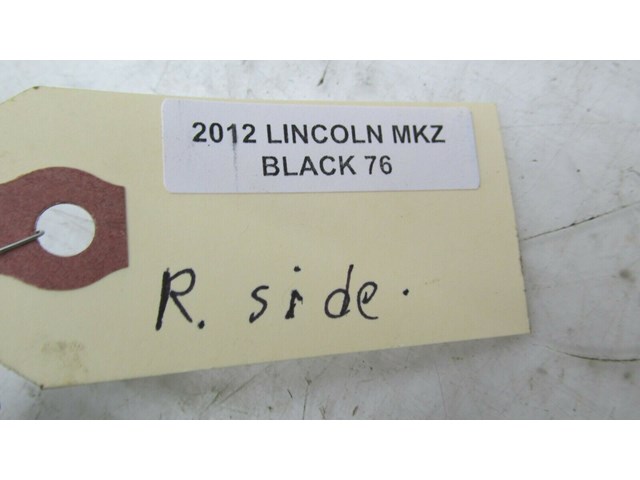 2012 LINCOLN MKZ
BLACK 76
R. side.